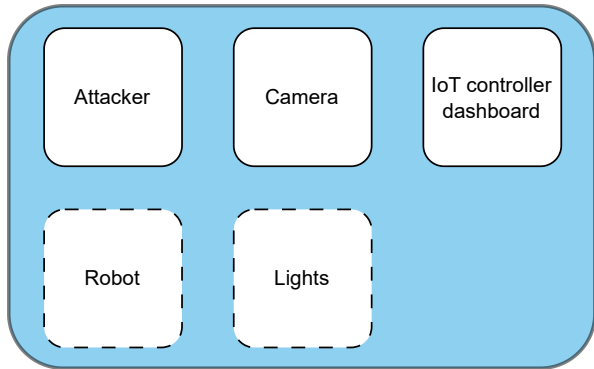 Attacker
Camera
IoT controller
dashboard
Robot
Lights